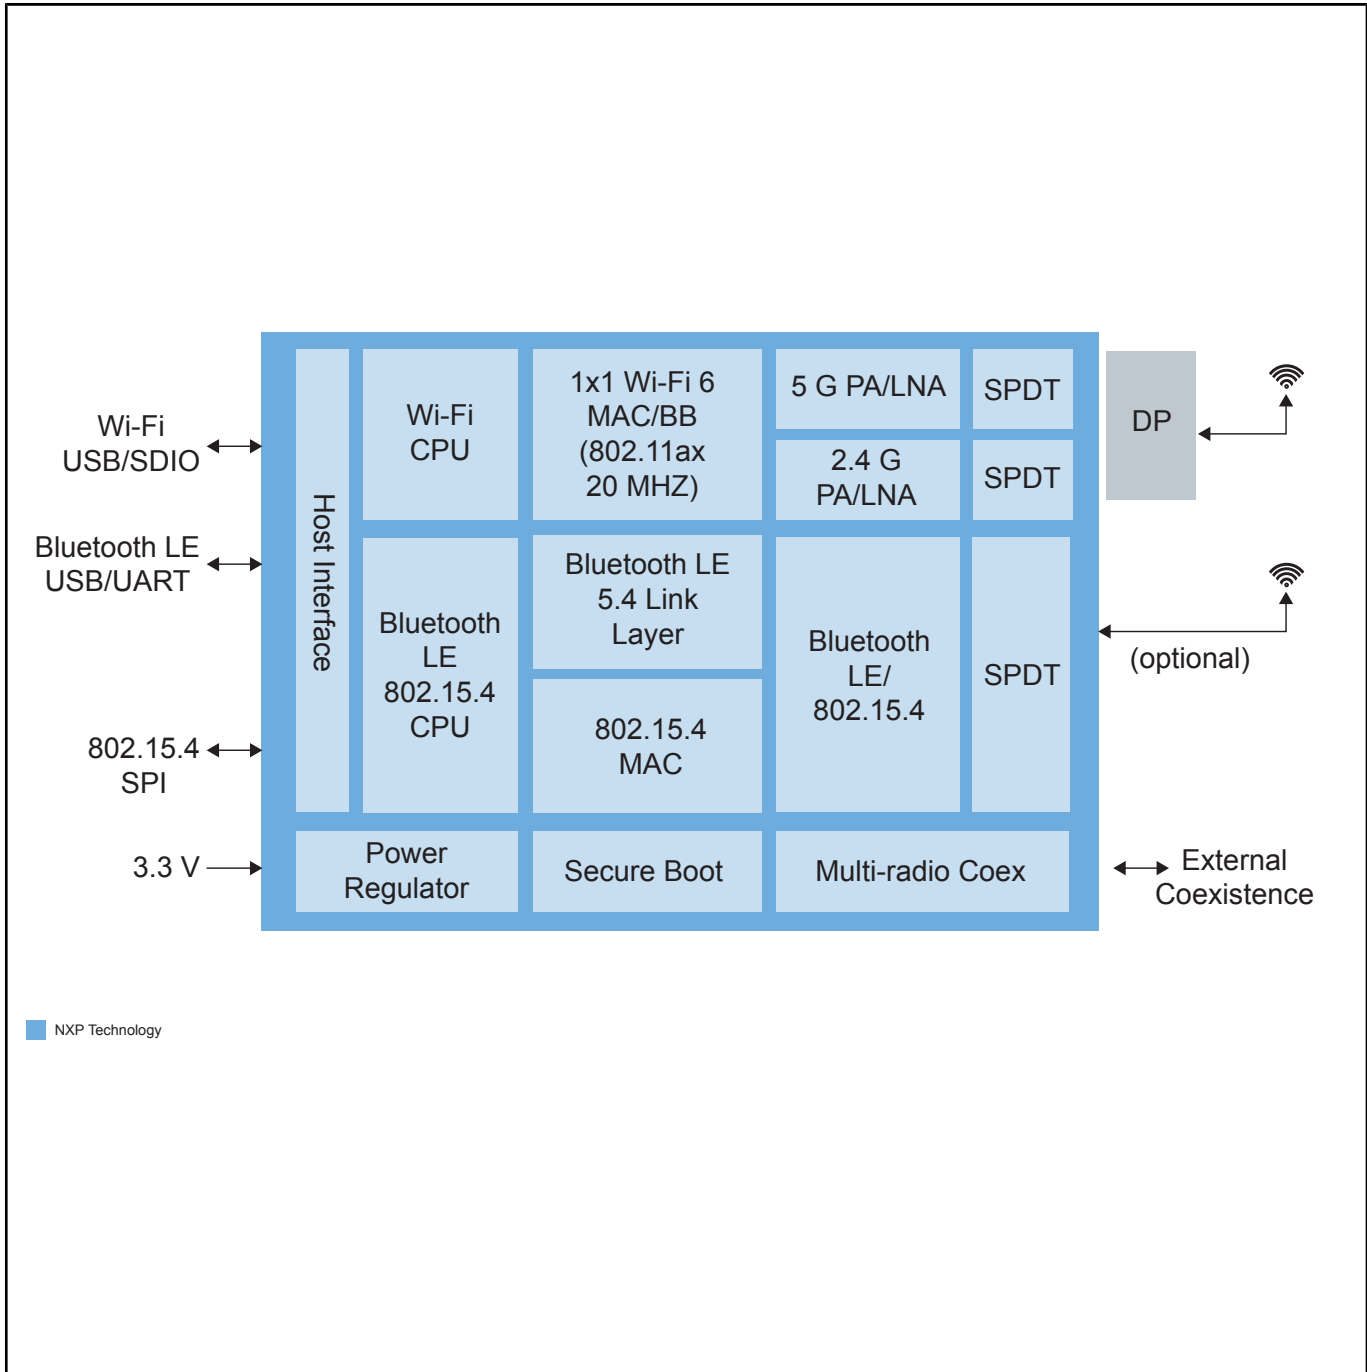 Wi-Fi
USB/SDIO
Bluetooth LE
USB/UART
802.15.4
SPI
3.3 V
Host Interface
Wi-Fi
CPU
Bluetooth
LE
802.15.4
CPU
Power
Regulator
1x1 Wi-Fi 6
MAC/BB
(802.11ax
20 MHZ)
Bluetooth LE
5.4 Link
Layer
802.15.4
MAC
Secure Boot
5 G PA/LNA
2.4 G
PA/LNA
Bluetooth
LE/
802.15.4
SPDT
SPDT
SPDT
Multi-radio Coex
DP
(optional)
External
Coexistence
NXP Technology